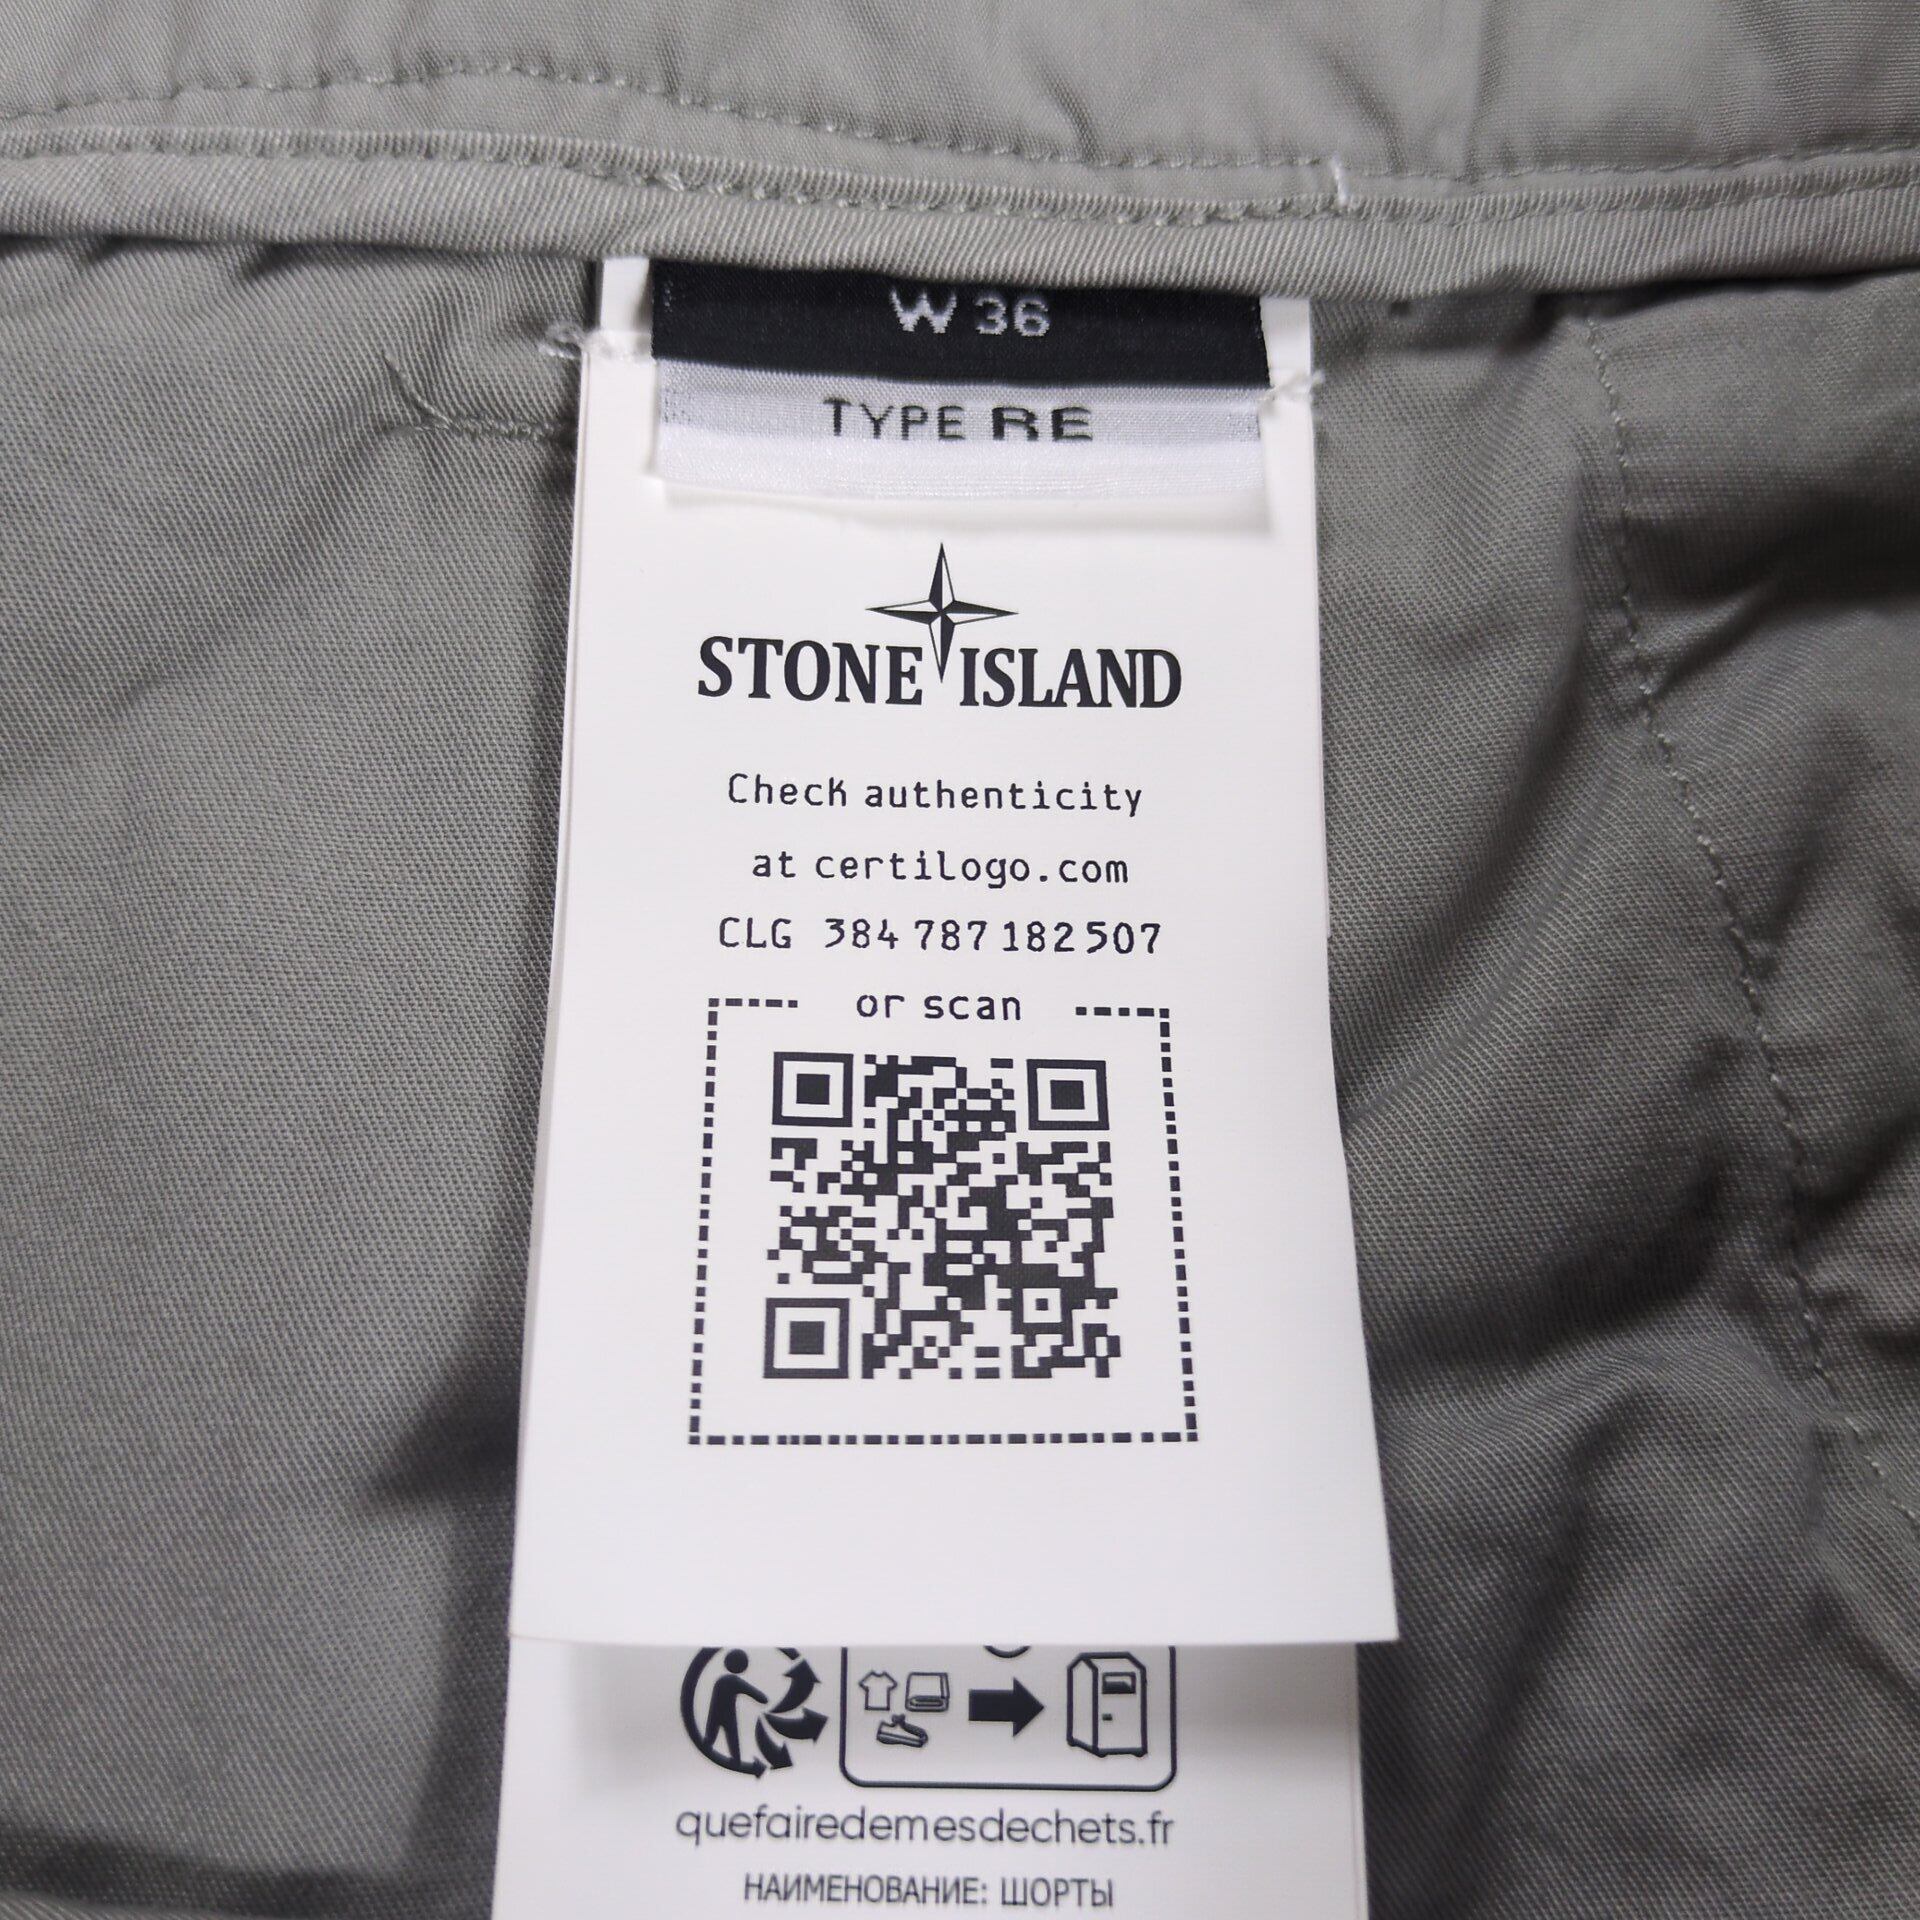 W 36
TYPE RE
STONE ISLAND
Check authenticity
at certilogo.com
CLG 384 787 182 507
or scan
quefairedemesdechets.fr
НАИМЕНОВАНИЕ: ШОРТЫ